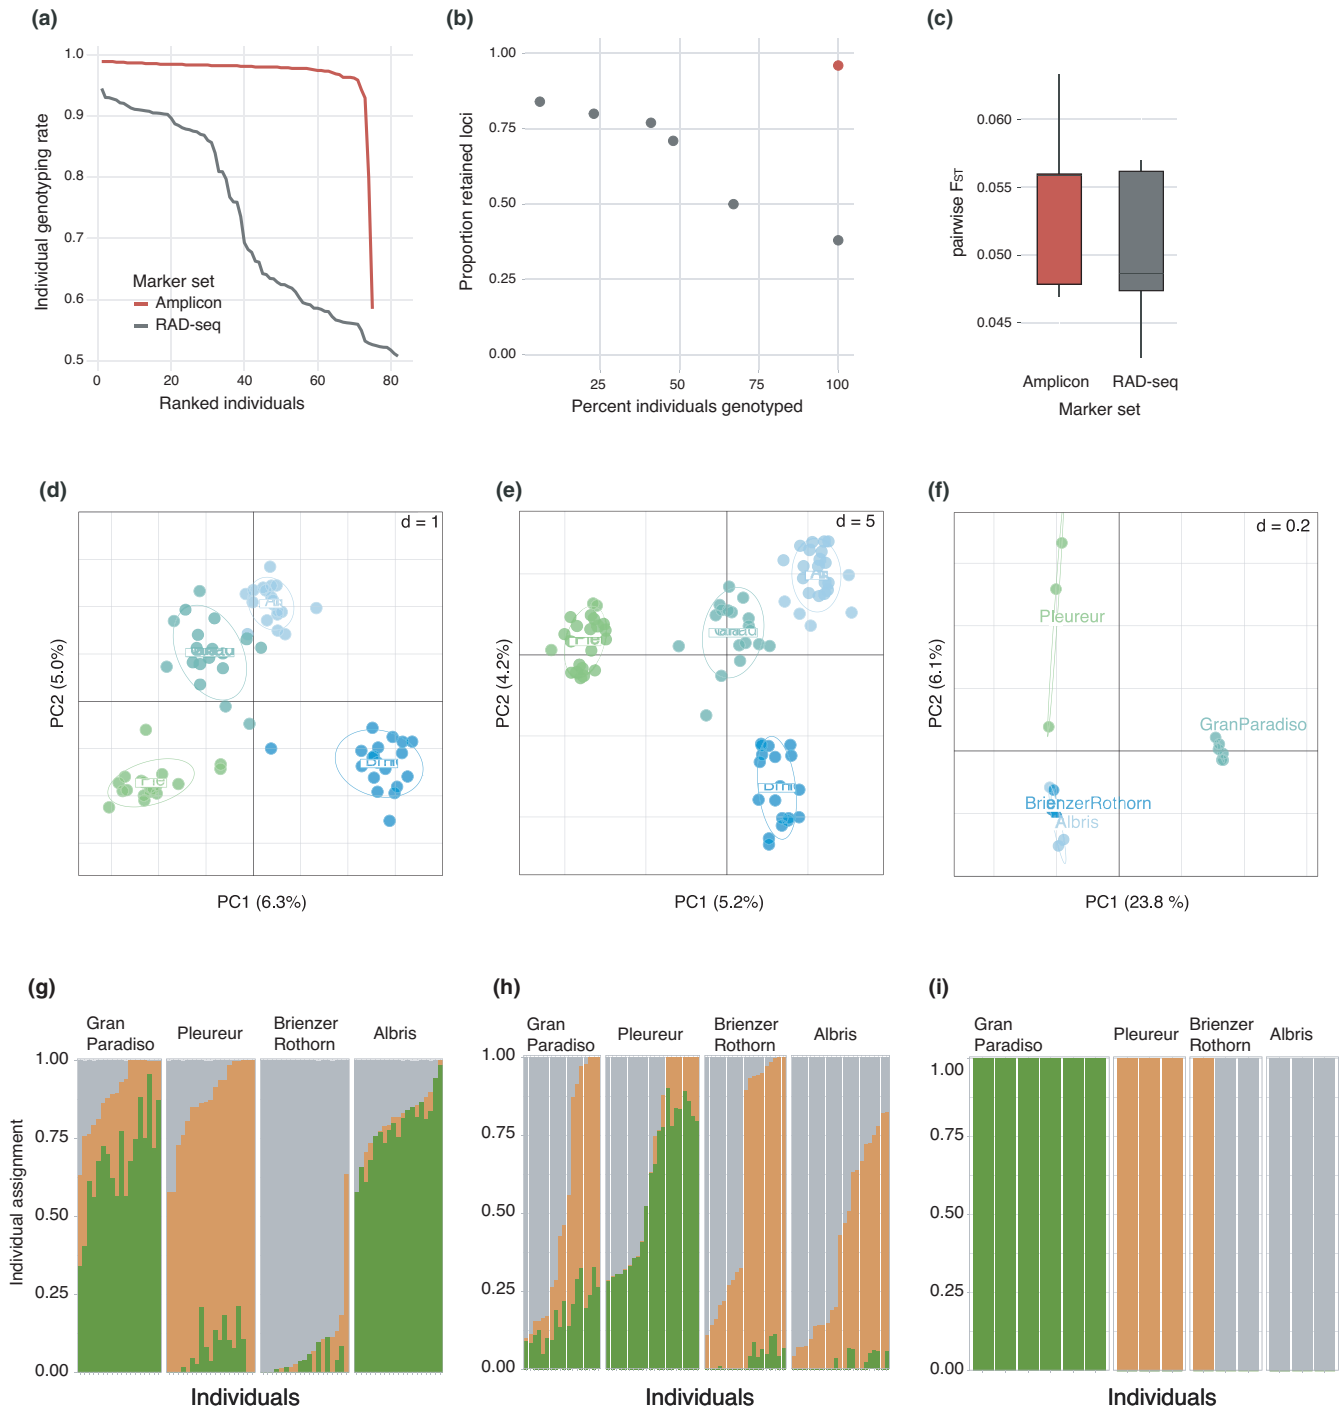 (a)
1.0
0.9
0.8
0.7
0.6
0.5
Individual genotyping rate
Marker set
Amplicon
RAD-seq
0
20
40
60
80
Ranked individuals
(b)
1.00
0.75
0.50
0.25
0.00
Proportion retained loci
25
50
75
100
Percent individuals genotyped
(c)
0.060
0.055
0.050
0.045
pairwise FST
Amplicon
RAD-seq
Marker set
(d)
d = 1
PC2 (5.0%)
PC1 (6.3%)
(e)
d = 5
PC2 (4.2%)
PC1 (5.2%)
(f)
d = 0.2
Pleureur
GranParadiso
BrienzerRothorn
Albris
PC2 (6.1%)
PC1 (23.8 %)
(g)
Gran
Paradiso
Pleureur
Brienzer
Rothorn
Albris
1.00
0.75
0.50
0.25
0.00
Individual assignment
Individuals
(h)
Gran
Paradiso
Pleureur
Brienzer
Rothorn
Albris
1.00
0.75
0.50
0.25
0.00
Individuals
(i)
Gran
Paradiso
Pleureur
Brienzer
Rothorn
Albris
1.00
0.75
0.50
0.25
0.00
Individuals